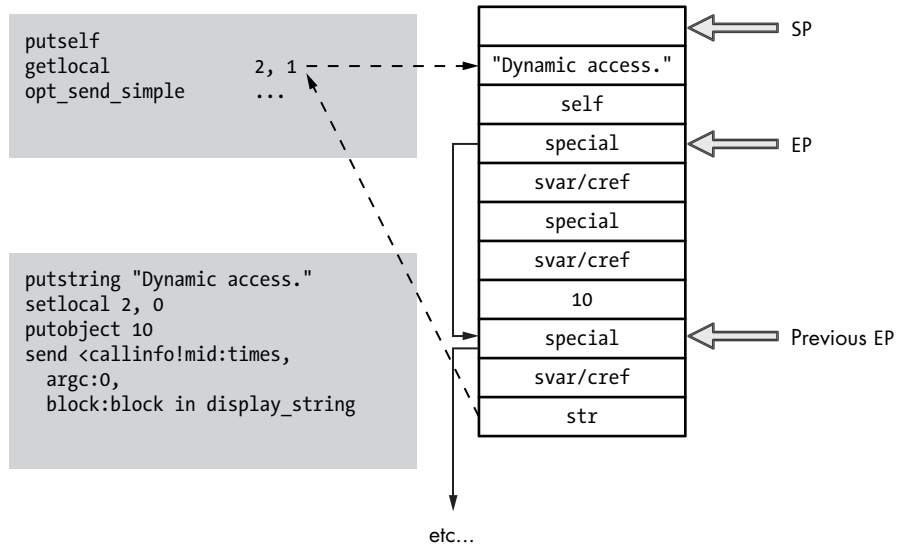 putself
getlocal 2, 1
opt_send_simple ...
putstring "Dynamic access."
setlocal 2, 0
putobject 10
send <callinfo!mid:times,
argc:0,
block:block in display_string
SP
"Dynamic access."
self
special
EP
svar/cref
special
svar/cref
10
special
Previous EP
svar/cref
str
etc...